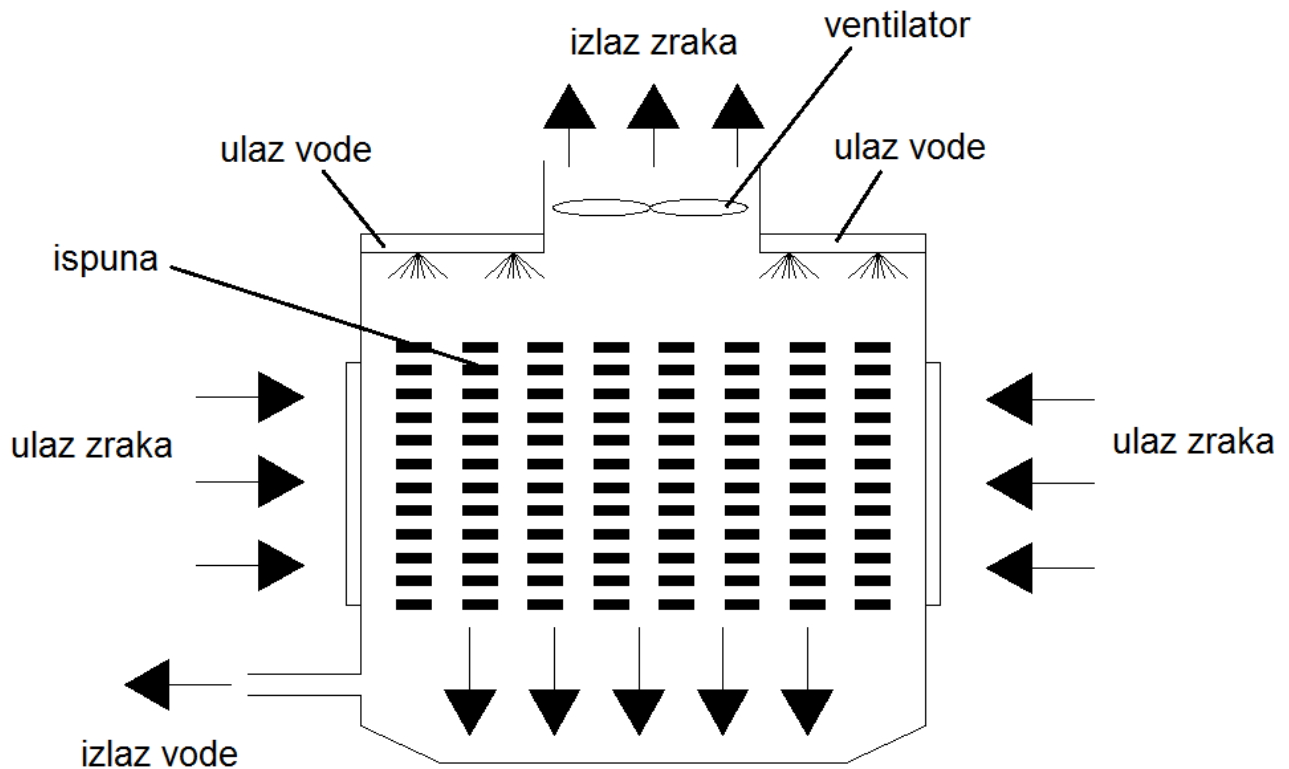 ventilator
izlaz zraka
ulaz vode
ulaz vode
ispuna
ulaz zraka
ulaz zraka
izlaz vode